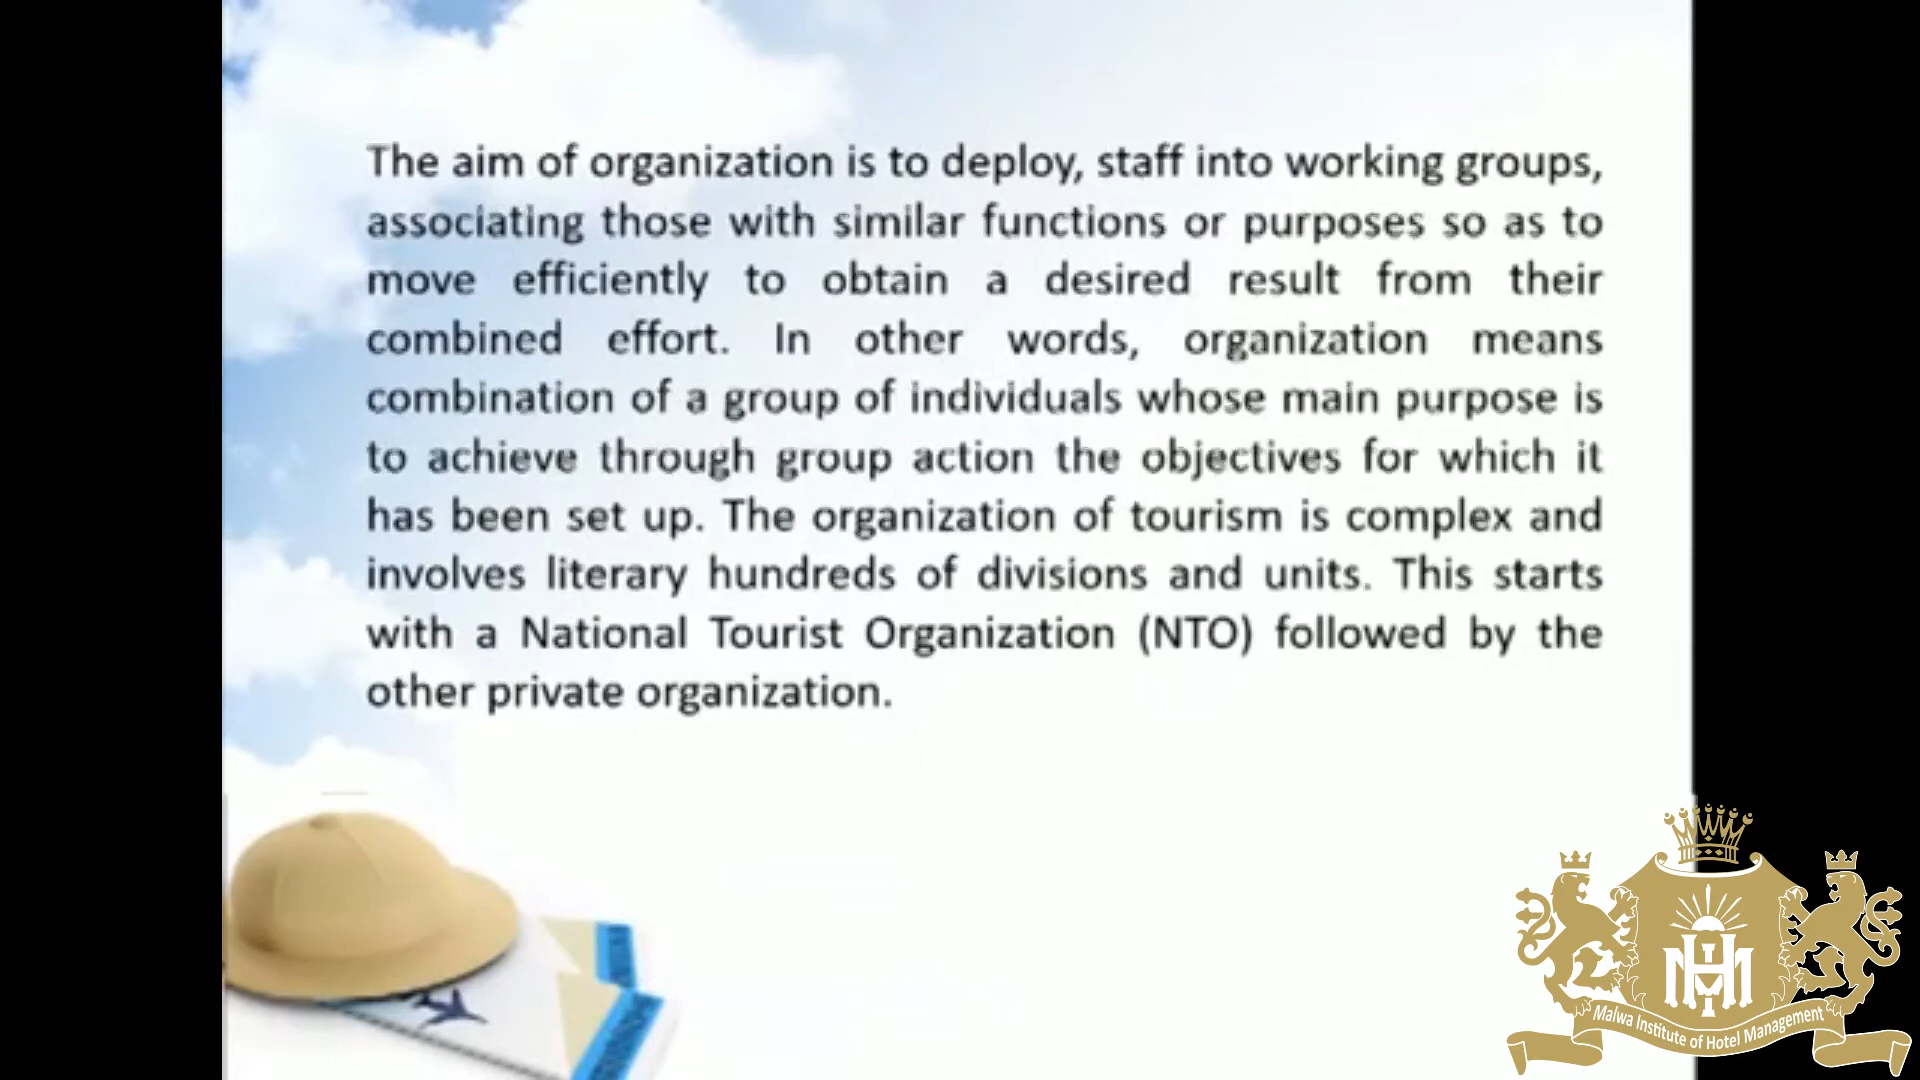 The aim of organization is to deploy, staff into working groups,
associating those with similar functions or purposes so as to
move efficiently to obtain a desired result from their
combined effort. In other words, organization means
combination of a group of individuals whose main purpose is
to achieve through group action the objectives for which it
has been set up. The organization of tourism is complex and
involves literary hundreds of divisions and units. This starts
with a National Tourist Organization (NTO) followed by the
other private organization.
Malwa Institute of Hotel Management